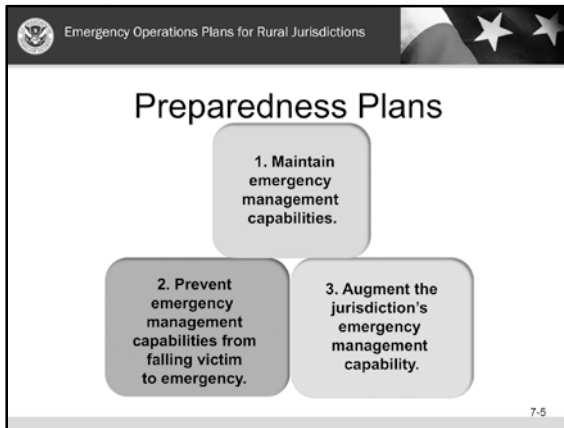 Emergency Operations Plans for Rural Jurisdictions
Preparedness Plans
1. Maintain
emergency
management
capabilities.
2. Prevent
emergency
management
capabilities from
falling victim
to emergency.
3. Augment the
jurisdiction's
emergency
management
capability.
7-5